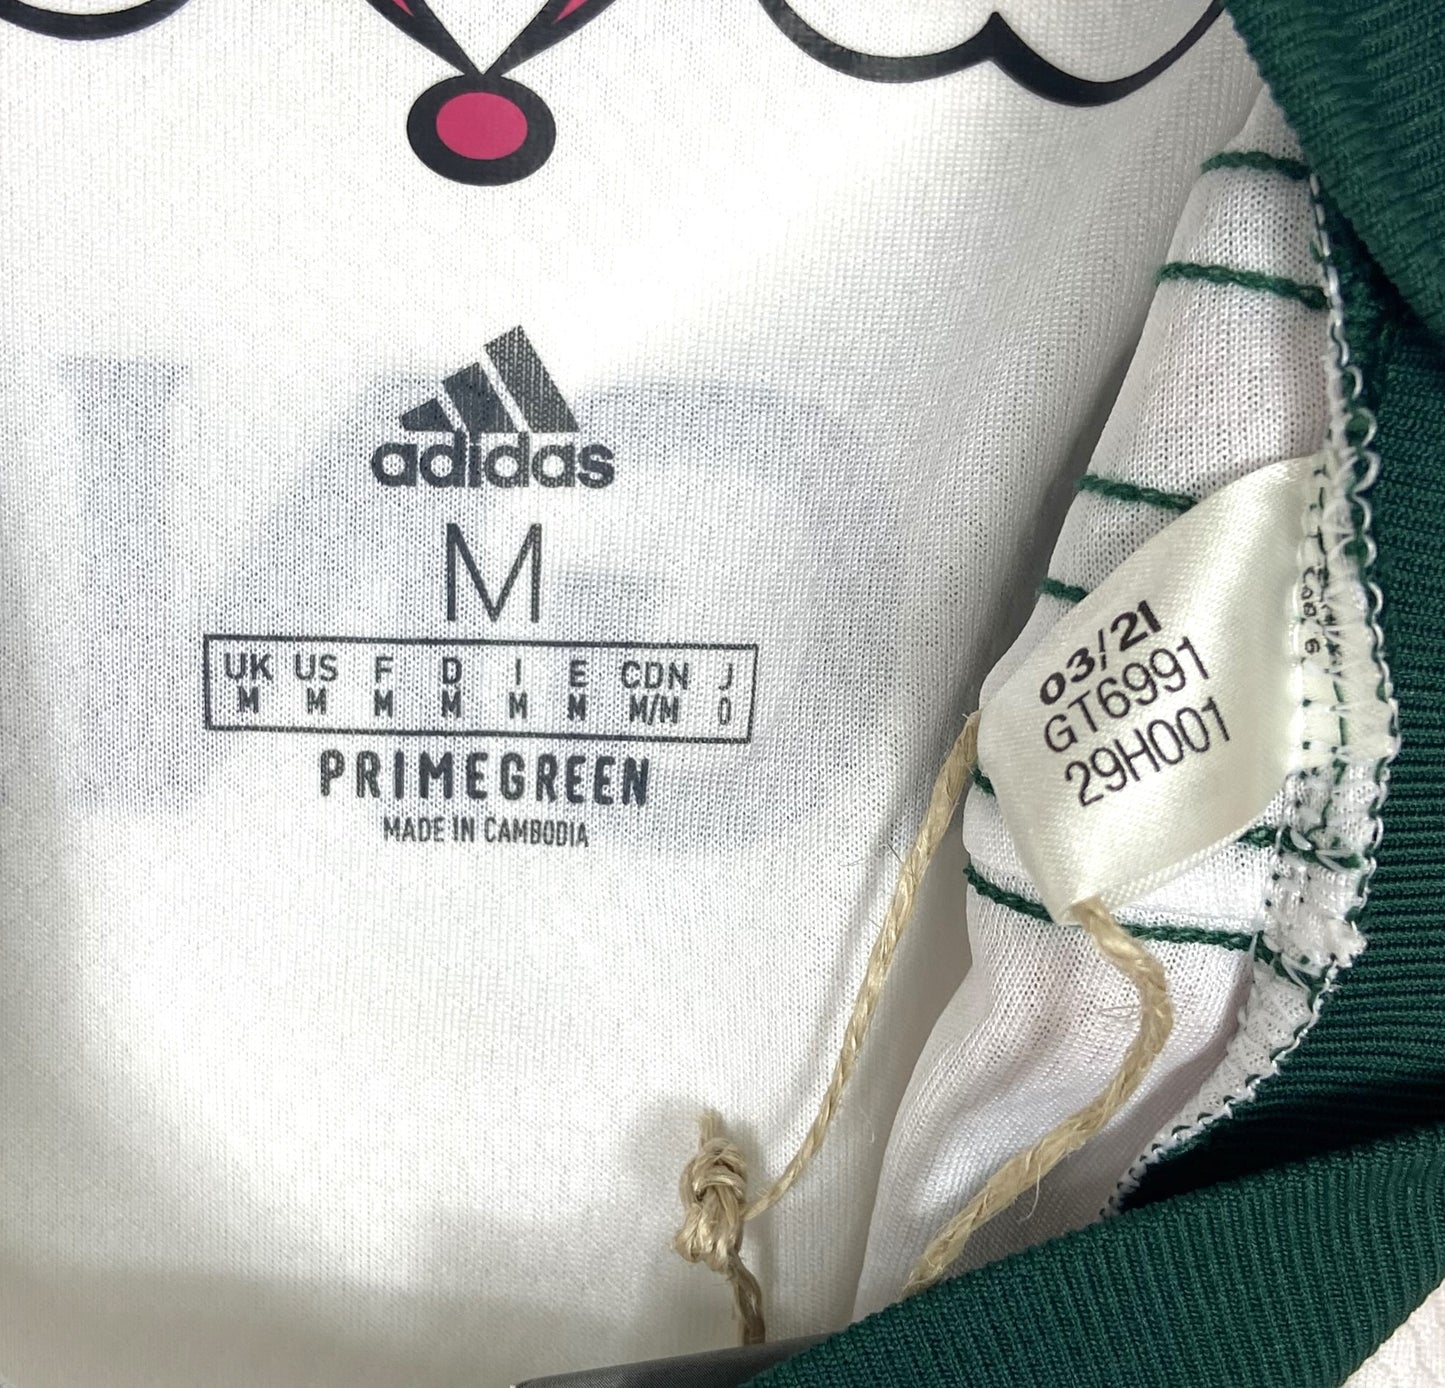 adidas
M
UK US F D I E CDN J
M M M M M M M/M O
PRIMEGREEN
MADE IN CAMBODIA
03/21
GT6991
29H001